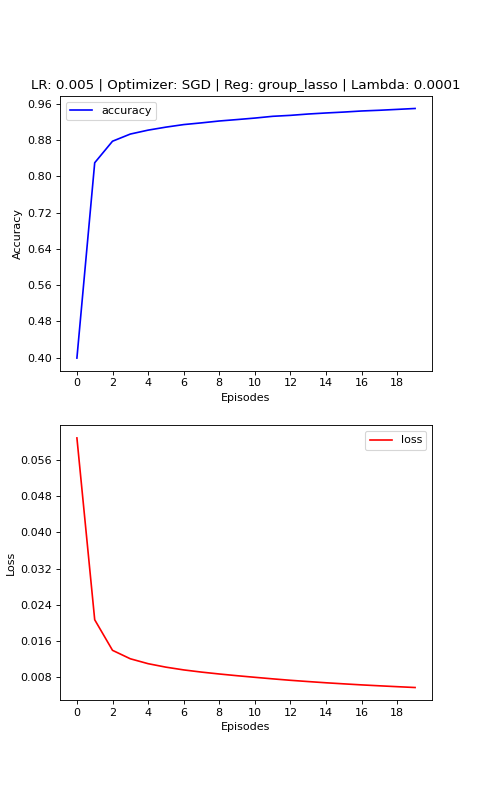 LR: 0.005 | Optimizer: SGD | Reg: group_lasso | Lambda: 0.0001
accuracy
0.96
0.88
0.80
0.72
0.64
0.56
0.48
0.40
Accuracy
0 2 4 6 8 10 12 14 16 18
Episodes
loss
0.056
0.048
0.040
0.032
0.024
0.016
0.008
Loss
0 2 4 6 8 10 12 14 16 18
Episodes